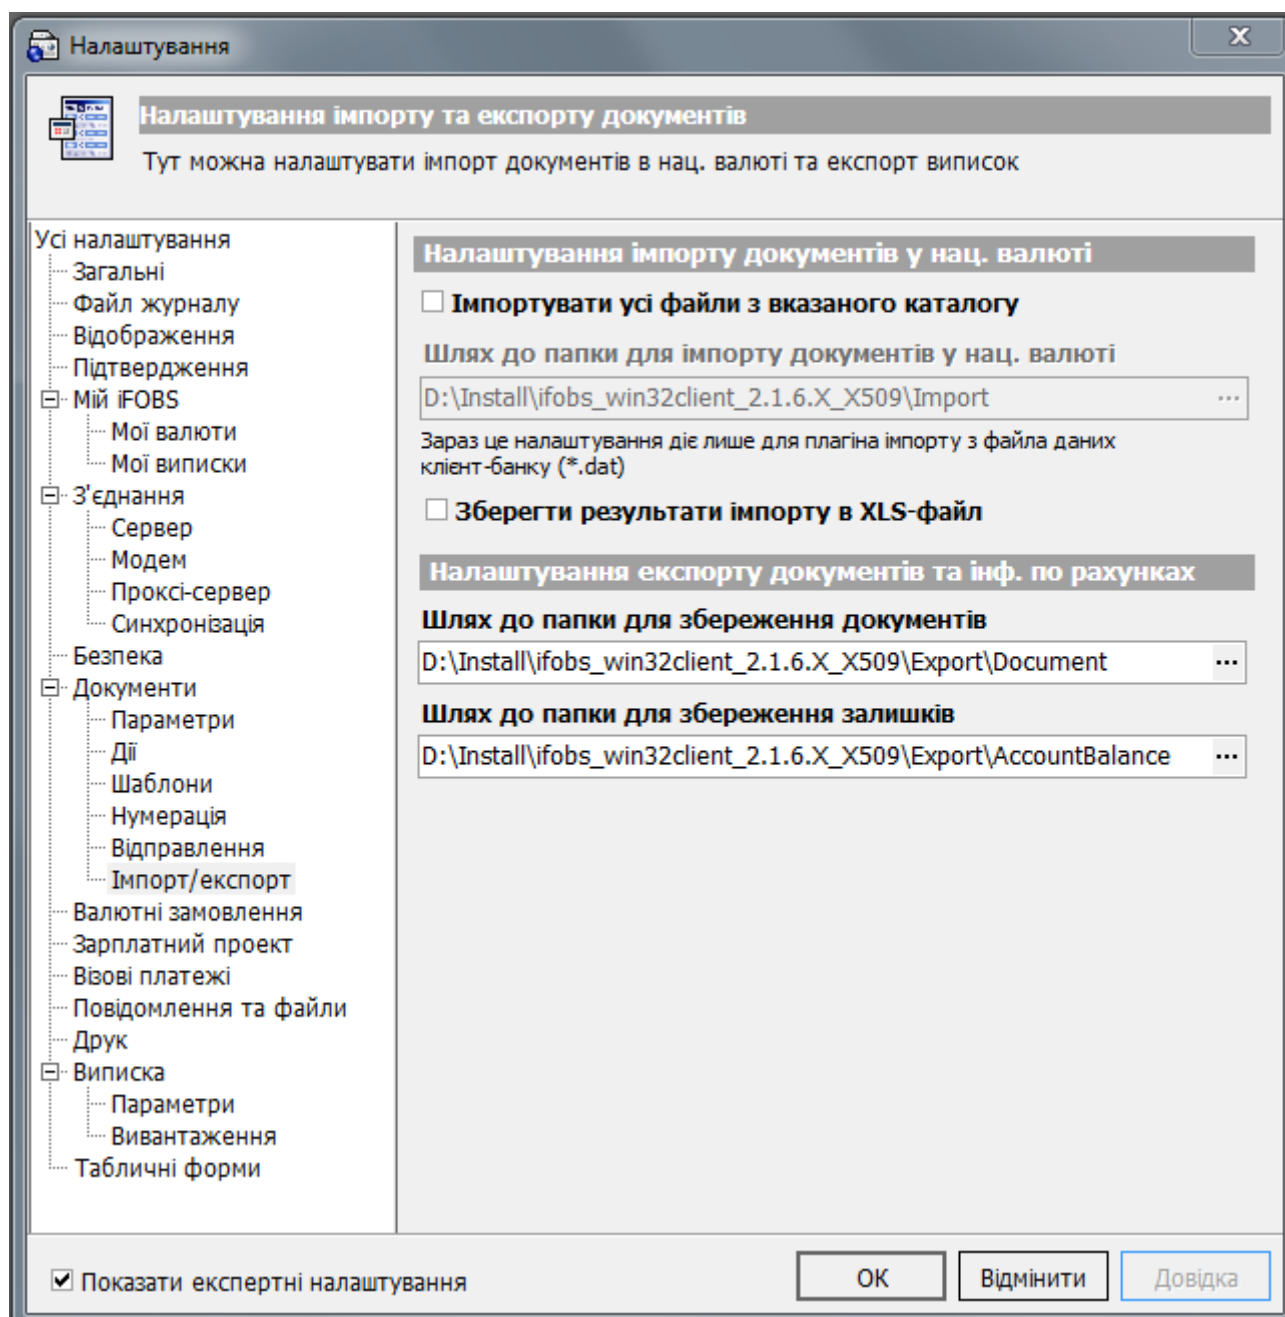 Налаштування
Налаштування імпорту та експорту документів
Тут можна налаштувати імпорт документів в нац. валюті та експорт виписок
Усі налаштування
Загальні
Файл журналу
Відображення
Підтвердження
Мій iFOBS
Мої валюти
Мої виписки
З'єднання
Сервер
Модем
Проксі-сервер
Синхронізація
Безпека
Документи
Параметри
Дії
Шаблони
Нумерація
Відправлення
Імпорт/експорт
Валютні замовлення
Зарплатний проект
Візові платежі
Повідомлення та файли
Друк
Виписка
Параметри
Вивантаження
Табличні форми
Налаштування імпорту документів у нац. валюті
Імпортувати усі файли з вказаного каталогу
Шлях до папки для імпорту документів у нац. валюті
D:\Install\ifobs_win32client_2.1.6.X_X509\Import ...
Зараз це налаштування діє лише для плагіна імпорту з файла даних
клієнт-банку (*.dat)
Зберегти результати імпорту в XLS-файл
Налаштування експорту документів та інф. по рахунках
Шлях до папки для збереження документів
D:\Install\ifobs_win32client_2.1.6.X_X509\Export\Document ...
Шлях до папки для збереження залишків
D:\Install\ifobs_win32client_2.1.6.X_X509\Export\AccountBalance ...
Показати експертні налаштування
ОК
Відмінити
Довідка